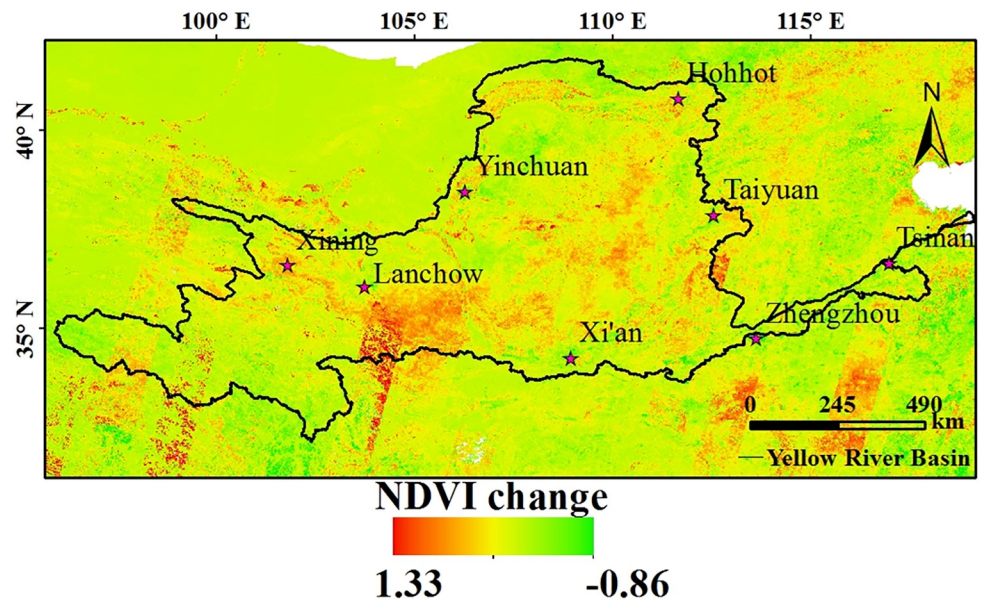 100° E 105° E 110° E 115° E
40° N
35° N
N
Hohhot
Yinchuan
Taiyuan
Tsinan
Xining
Lanchow
Zhengzhou
Xi'an
0 245 490
km
Yellow River Basin
NDVI change
1.33 -0.86